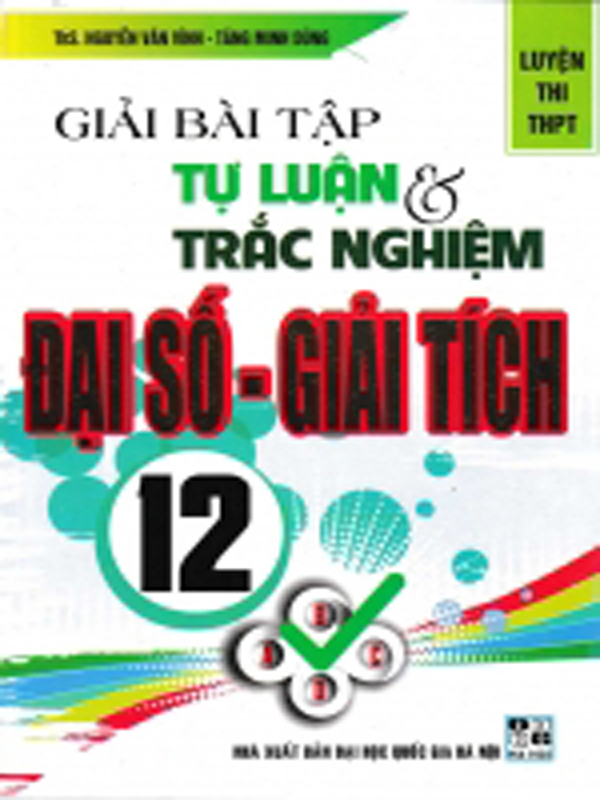 ThS. NGUYỄN VĂN BÌNH - TĂNG MINH DŨNG
LUYỆN
THI
THPT
GIẢI BÀI TẬP
TỰ LUẬN &
TRẮC NGHIỆM
ĐẠI SỐ - GIẢI TÍCH
12
B
A C
D
NHÀ XUẤT BẢN ĐẠI HỌC QUỐC GIA HÀ NỘI